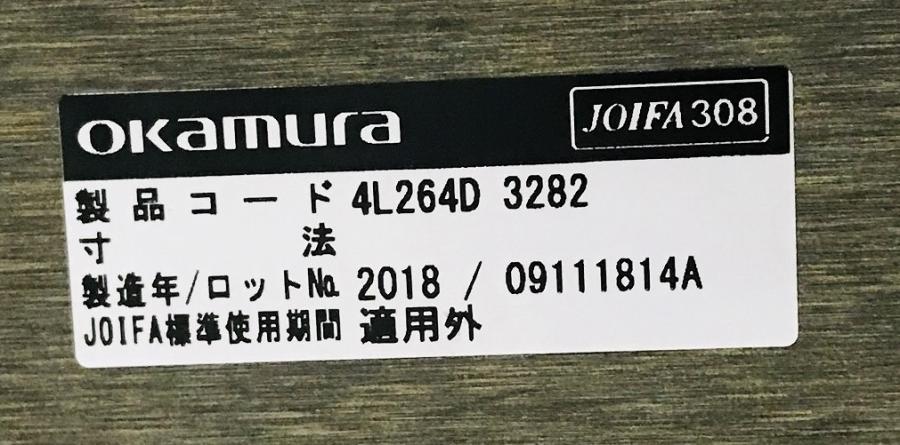 okamura
JOIFA308
製品コード 4L264D 3282
寸法
製造年/ロットNo. 2018 / 09111814A
JOIFA標準使用期間 適用外